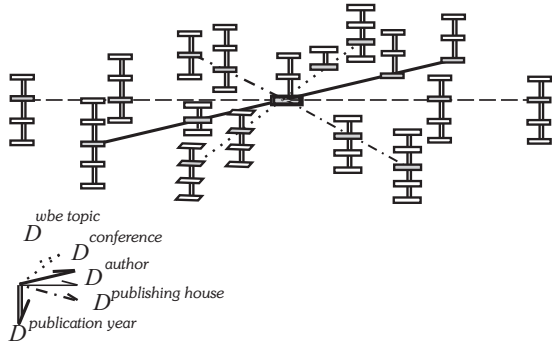 D wbe topic
D conference
D author
D publishing house
D publication year